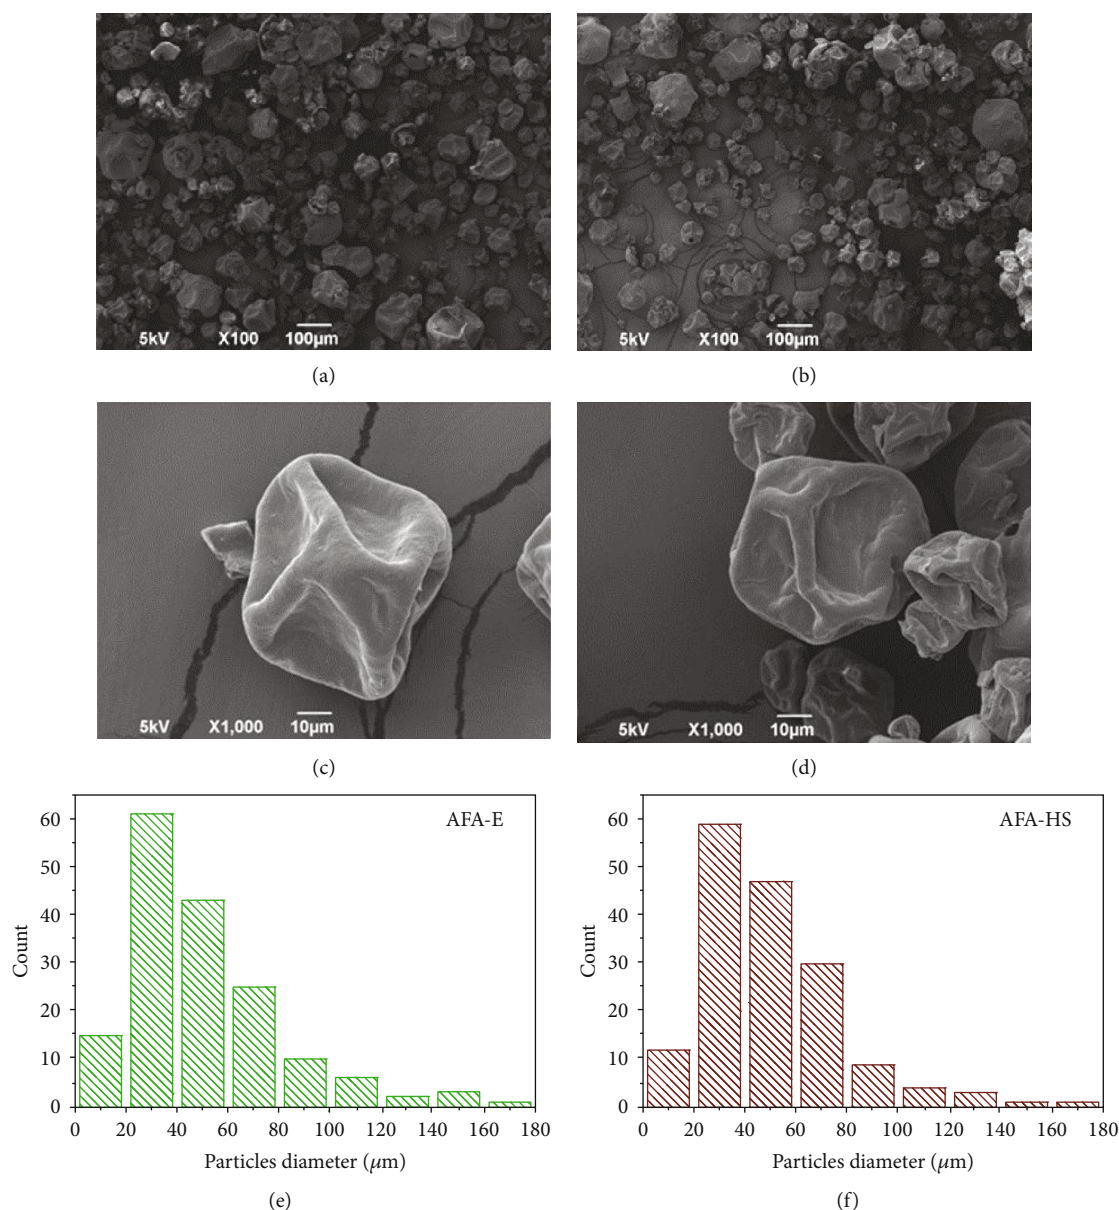 5kV X100 100μm
5kV X100 100μm
(a)
(b)
5kV X1,000 10μm
5kV X1,000 10μm
(c)
(d)
AFA-E
60
50
40
30
20
10
0
Count
0 20 40 60 80 100 120 140 160 180
Particles diameter (μm)
(e)
AFA-HS
60
50
40
30
20
10
0
Count
0 20 40 60 80 100 120 140 160 180
Particles diameter (μm)
(f)